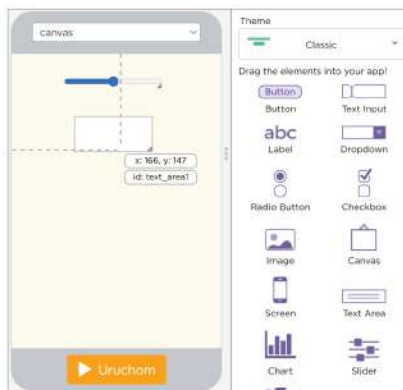 canvas
x: 166, y: 147
id: text_area1
Uruchom
Theme
Classic
Drag the elements into your app!
Button
Button
Text Input
abc
Label
Dropdown
Radio Button
Checkbox
Image
Canvas
Screen
Text Area
Chart
Slider